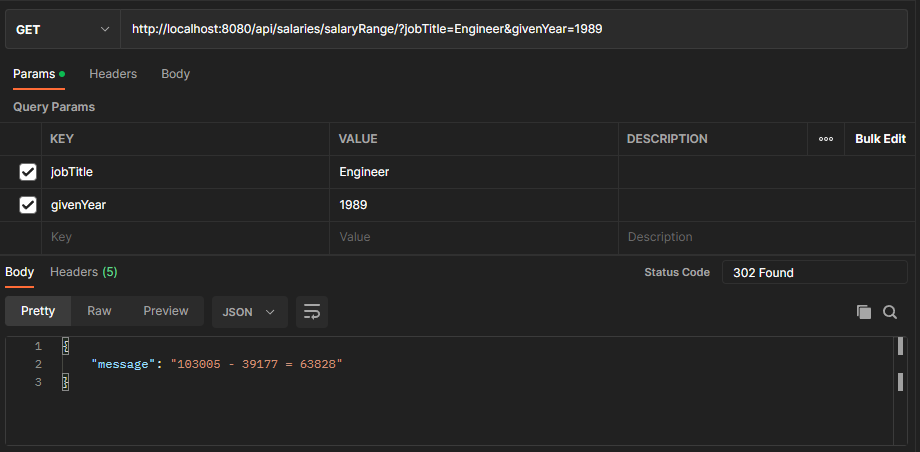 GET http://localhost:8080/api/salaries/salaryRange/?jobTitle=Engineer&givenYear=1989
Params Headers Body
Query Params
KEY VALUE DESCRIPTION ooo Bulk Edit
jobTitle Engineer
givenYear 1989
Key Value Description
Body Headers (5) Status Code 302 Found
Pretty Raw Preview JSON
1 {
2 "message": "103005 - 39177 = 63828"
3 }